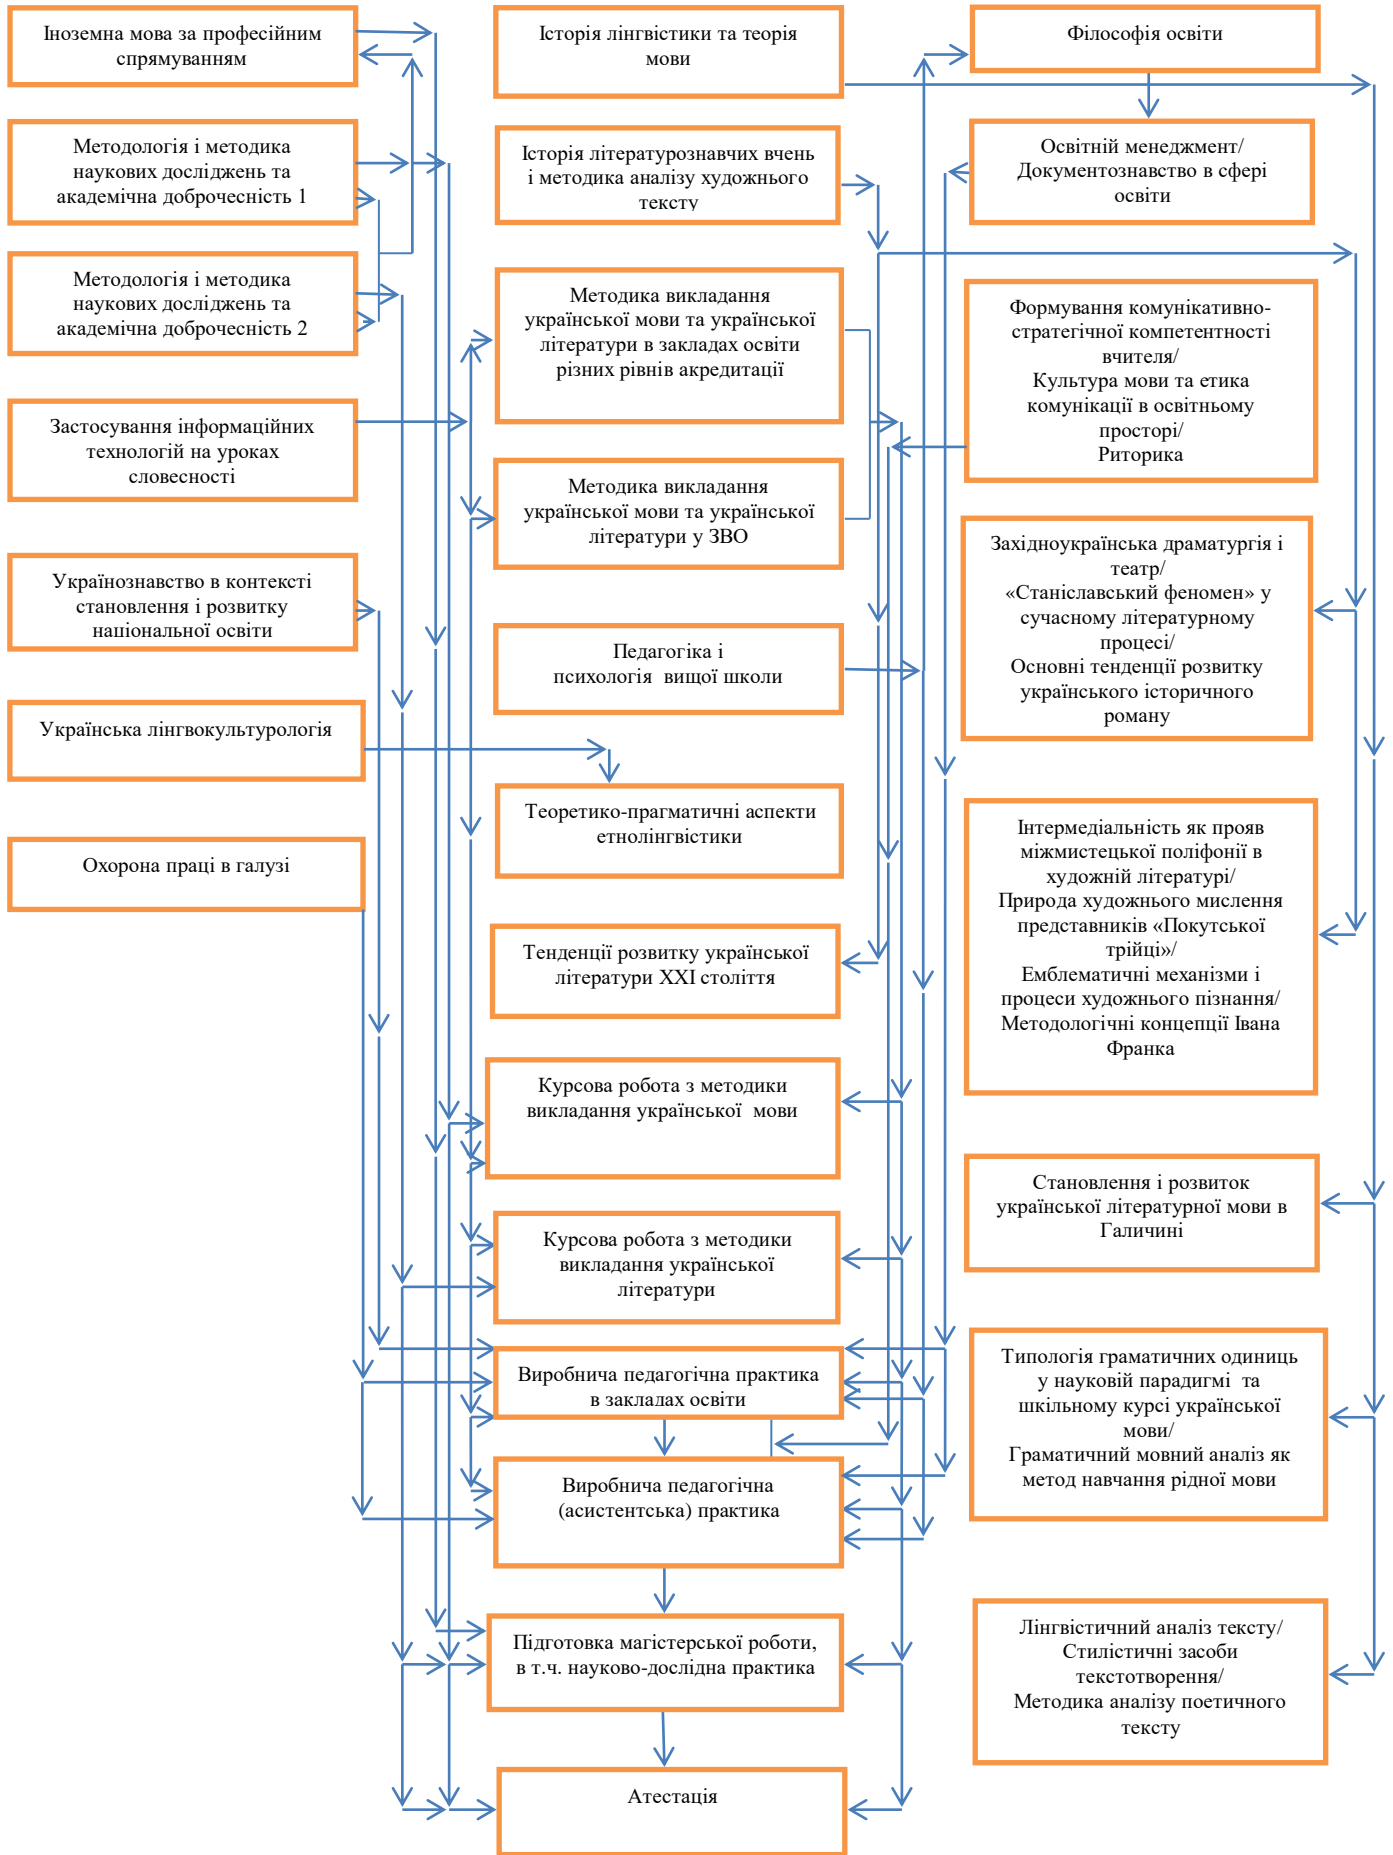 Іноземна мова за професійним
спрямуванням
Методологія і методика
наукових досліджень та
академічна доброчесність 1
Методологія і методика
наукових досліджень та
академічна доброчесність 2
Застосування інформаційних
технологій на уроках
словесності
Українознавство в контексті
становлення і розвитку
національної освіти
Українська лінгвокультурологія
Охорона праці в галузі
Історія лінгвістики та теорія
мови
Історія літературознавчих вчень
і методика аналізу художнього
тексту
Методика викладання
української мови та української
літератури в закладах освіти
різних рівнів акредитації
Методика викладання
української мови та української
літератури у ЗВО
Педагогіка і
психологія вищої школи
Теоретико-прагматичні аспекти
етнолінгвістики
Тенденції розвитку української
літератури ХХІ століття
Курсова робота з методики
викладання української мови
Курсова робота з методики
викладання української
літератури
Виробнича педагогічна практика
в закладах освіти
Виробнича педагогічна
(асистентська) практика
Підготовка магістерської роботи,
в т.ч. науково-дослідна практика
Атестація
Філософія освіти
Освітній менеджмент/
Документознавство в сфері
освіти
Формування комунікативно-
стратегічної компетентності
вчителя/
Культура мови та етика
комунікації в освітньому
просторі/
Риторика
Західноукраїнська драматургія і
театр/
«Станіславський феномен» у
сучасному літературному
процесі/
Основні тенденції розвитку
українського історичного
роману
Інтермедіальність як прояв
міжмистецької поліфонії в
художній літературі/
Природа художнього мислення
представників «Покутської
трійці»/
Емблематичні механізми і
процеси художнього пізнання/
Методологічні концепції Івана
Франка
Становлення і розвиток
української літературної мови в
Галичині
Типологія граматичних одиниць
у науковій парадигмі та
шкільному курсі української
мови/
Граматичний мовний аналіз як
метод навчання рідної мови
Лінгвістичний аналіз тексту/
Стилістичні засоби
текстотворення/
Методика аналізу поетичного
тексту